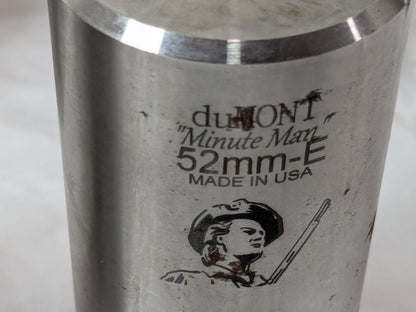 duMONT
"Minute Man"
52mm-E
MADE IN USA